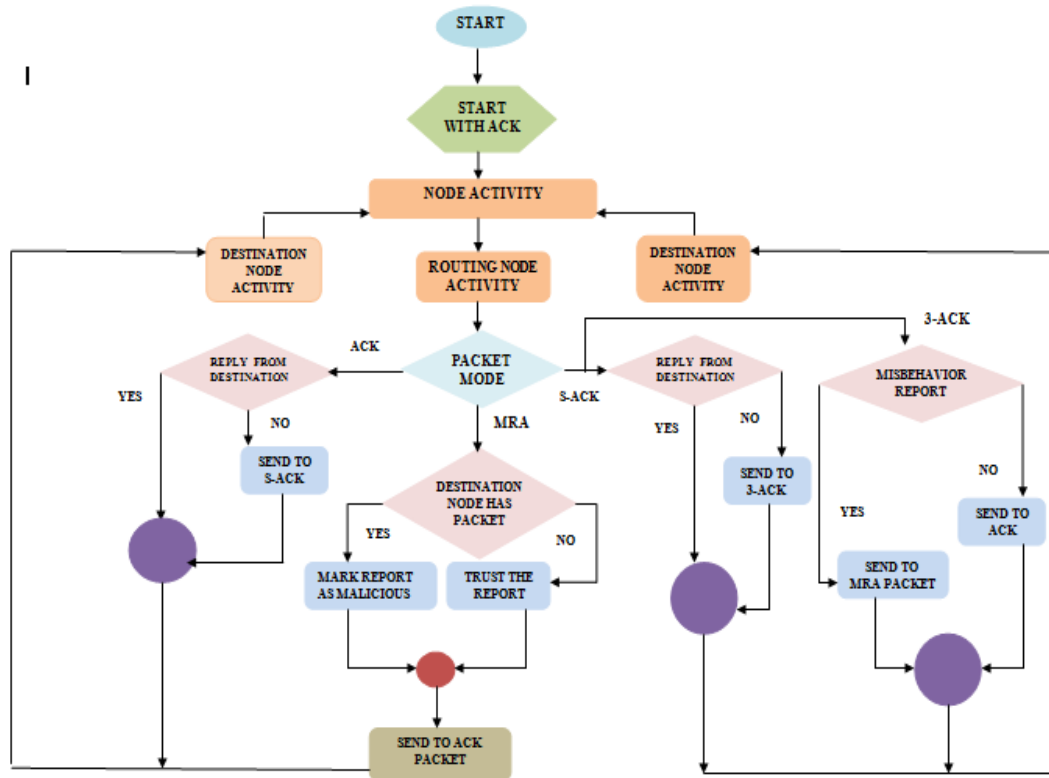 START
I
START
WITH ACK
NODE ACTIVITY
DESTINATION
NODE
ACTIVITY
ROUTING NODE
ACTIVITY
DESTINATION
NODE
ACTIVITY
3-ACK
ACK
REPLY FROM
DESTINATION
PACKET
MODE
REPLY FROM
DESTINATION
MISBEHAVIOR
REPORT
S-ACK
YES
NO
MRA
YES
NO
SEND TO
S-ACK
DESTINATION
NODE HAS
PACKET
SEND TO
3-ACK
NO
YES
NO
YES
SEND TO
ACK
MARK REPORT
AS MALICIOUS
TRUST THE
REPORT
SEND TO
MRA PACKET
SEND TO ACK
PACKET